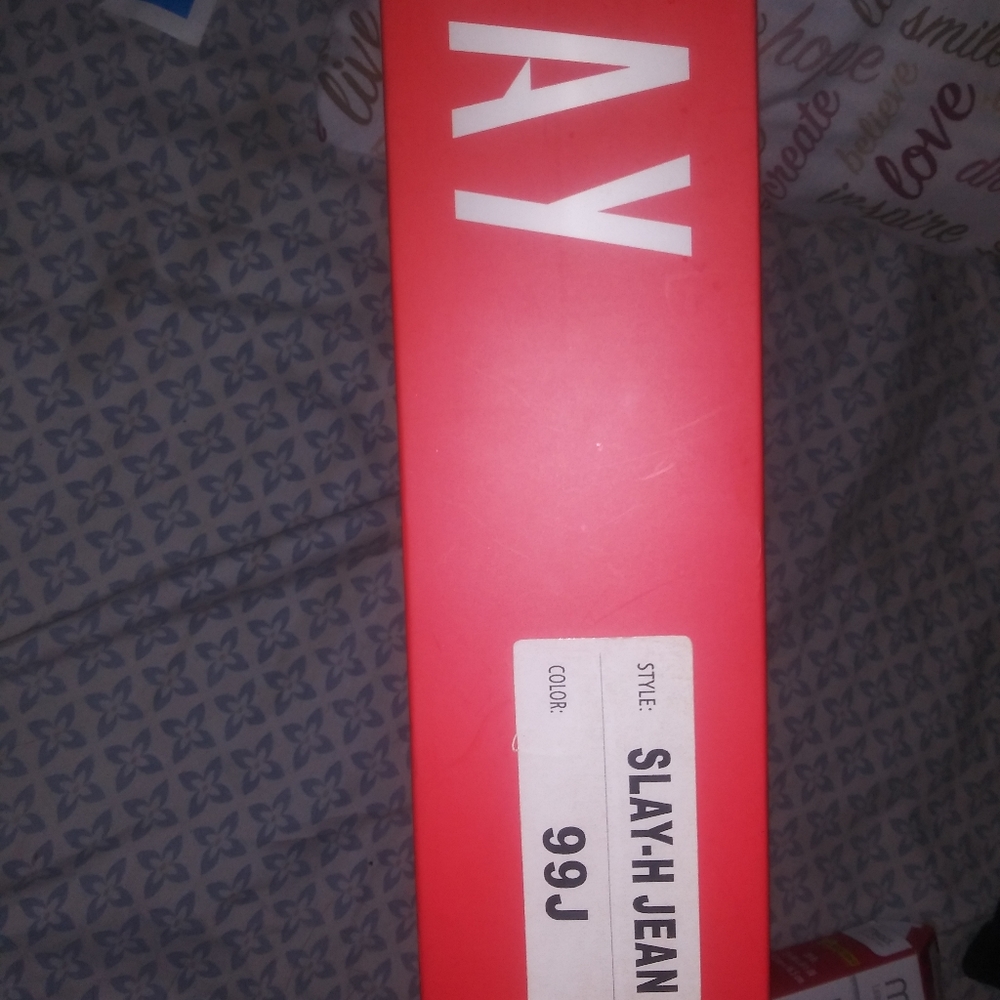 AY
STYLE: SLAY-H JEAN
COLOR: 99J
live
hope
smile
create
believe
love
inspire
m